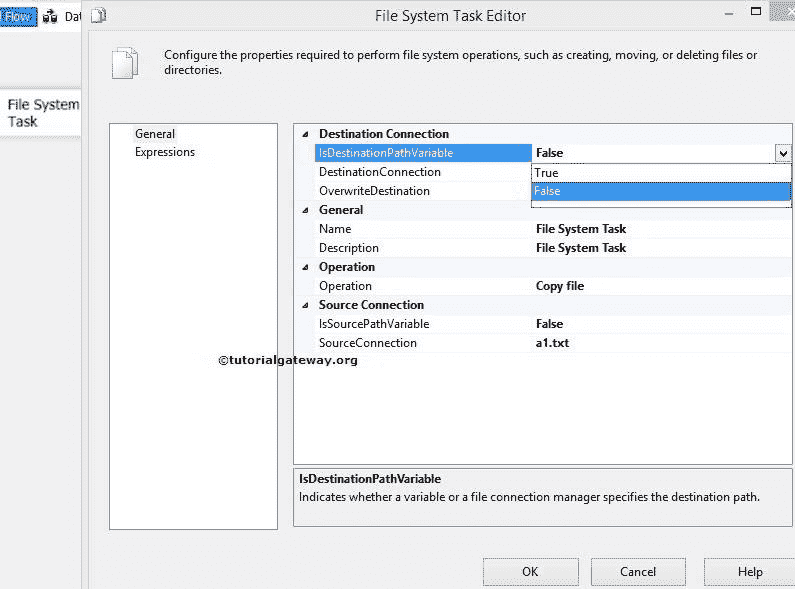 Flow Dat
File System Task Editor
Configure the properties required to perform file system operations, such as creating, moving, or deleting files or
directories.
File System
Task
General
Expressions
Destination Connection
IsDestinationPathVariable False
DestinationConnection True
OverwriteDestination False
General
Name File System Task
Description File System Task
Operation
Operation Copy file
Source Connection
IsSourcePathVariable False
SourceConnection a1.txt
©tutorialgateway.org
IsDestinationPathVariable
Indicates whether a variable or a file connection manager specifies the destination path.
OK Cancel Help